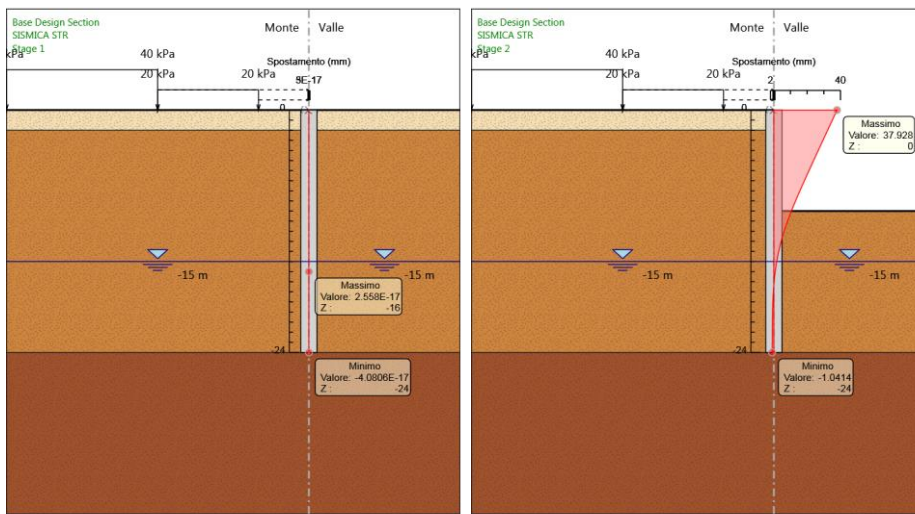 Base Design Section
SISMICA STR
Stage 1
Monte
Valle
kPa
40 kPa
20 kPa
20 kPa
Spostamento (mm)
0
-15 m
-15 m
Massimo
Valore: 2.558E-17
Z : -16
-24
Minimo
Valore: -4.0806E-17
Z : -24
Base Design Section
SISMICA STR
Stage 2
Monte
Valle
kPa
40 kPa
20 kPa
20 kPa
Spostamento (mm)
2
40
0
Massimo
Valore: 37.928
Z : 0
-15 m
-15 m
-24
Minimo
Valore: -1.0414
Z : -24